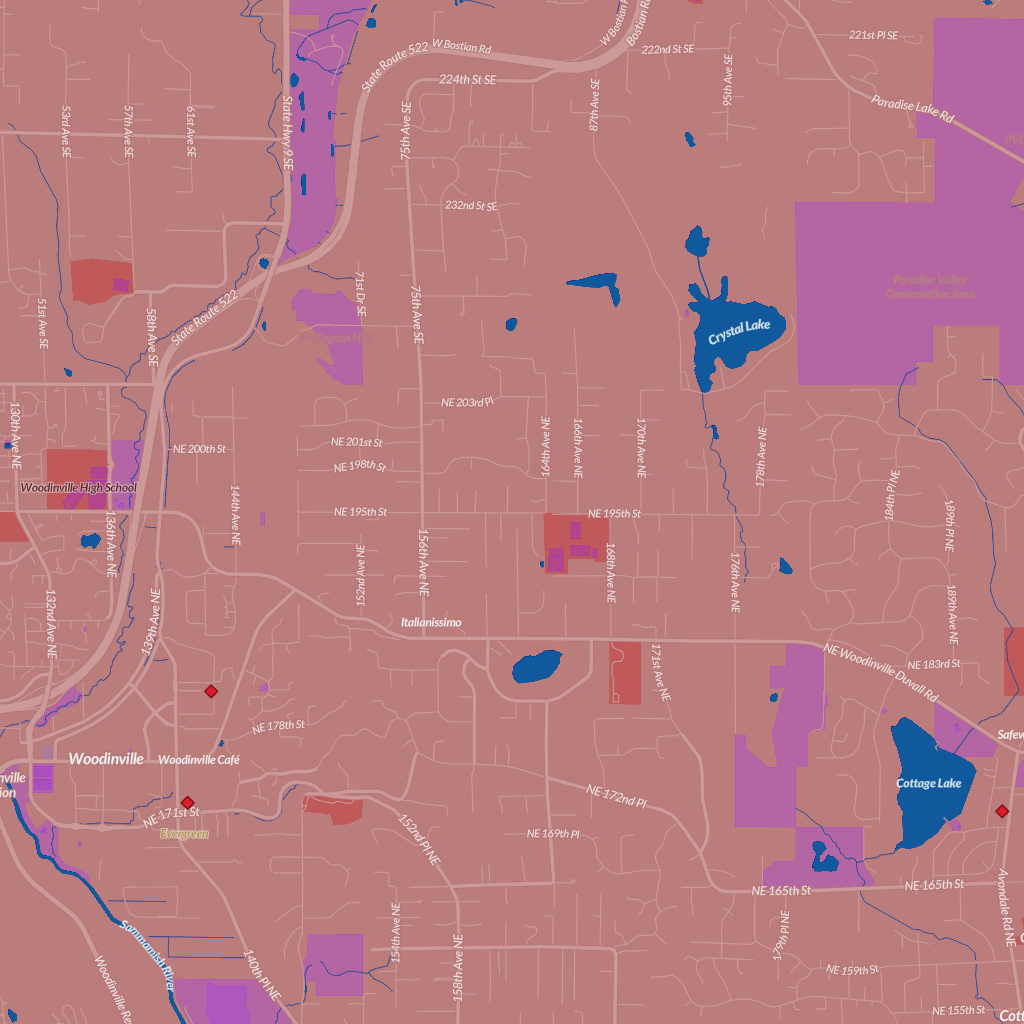 W Bostian Rd
Bostian Rd
W Bostian Rd
221st Pl SE
222nd St SE
State Route 522
224th St SE
87th Ave SE
95th Ave SE
Paradise Lake Rd
53rd Ave SE
57th Ave SE
61st Ave SE
State Hwy 9 SE
75th Ave SE
232nd St SE
Paradise Valley
Conservation Area
71st Dr SE
51st Ave SE
58th Ave SE
State Route 522
75th Ave SE
Crystal Lake
NE 203rd Pl
130th Ave NE
NE 200th St
NE 201st St
164th Ave NE
166th Ave NE
170th Ave NE
178th Ave NE
NE 198th St
Woodinville High School
184th Pl NE
144th Ave NE
NE 195th St
NE 195th St
189th Pl NE
136th Ave NE
152nd Ave NE
156th Ave NE
168th Ave NE
176th Ave NE
132nd Ave NE
139th Ave NE
189th Ave NE
Italianissimo
171st Ave NE
NE Woodinville Duvall Rd
NE 183rd St
NE 178th St
Woodinville
Woodinville Café
Cottage Lake
NE 172nd Pl
NE 171st St
Evergreen
152nd Pl NE
NE 169th Pl
NE 165th St
NE 165th St
Avondale Rd NE
Sammamish River
154th Ave NE
158th Ave NE
179th Pl NE
140th Pl NE
NE 159th St
NE 155th St